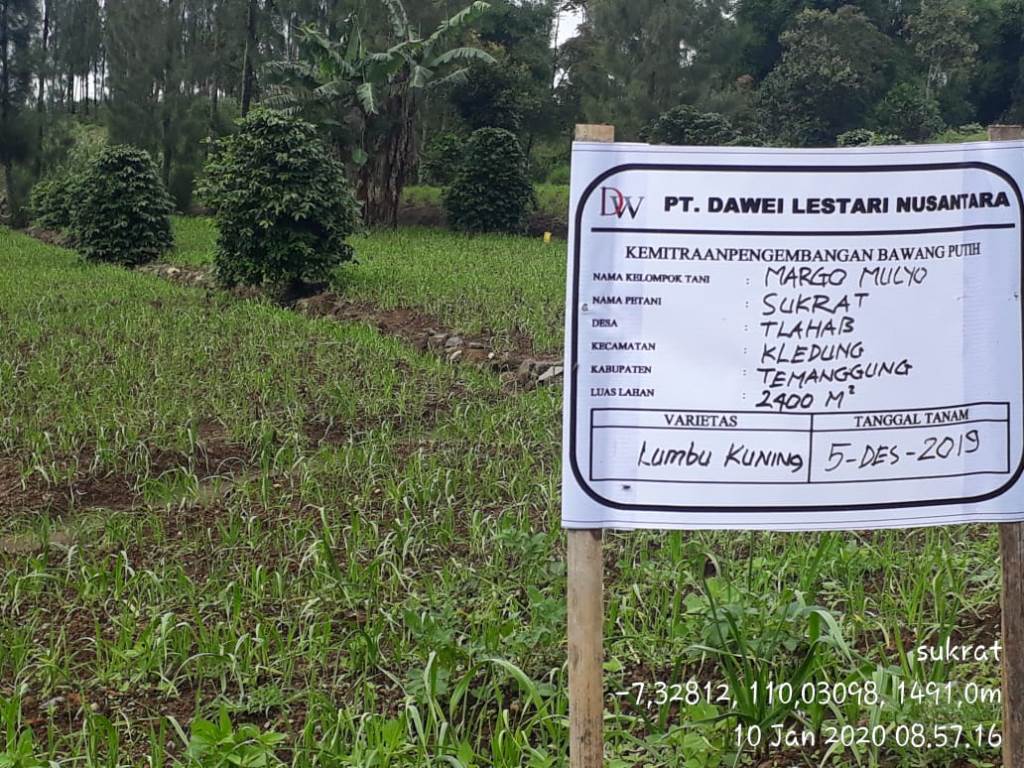 DW PT. DAWEI LESTARI NUSANTARA
KEMITRAANPENGEMBANGAN BAWANG PUTIH
NAMA KELOMPOK TANI : MARGO MULYO
NAMA PETANI : SUKRAT
DESA : TLAHAB
KECAMATAN : KLEDUNG
KABUPATEN : TEMANGGUNG
LUAS LAHAN : 2400 M²
VARIETAS TANGGAL TANAM
Lumbu KUNING 5-DES-2019
sukrat
-7,32812, 110,03098, 1491,0m
10 Jan 2020 08.57.16